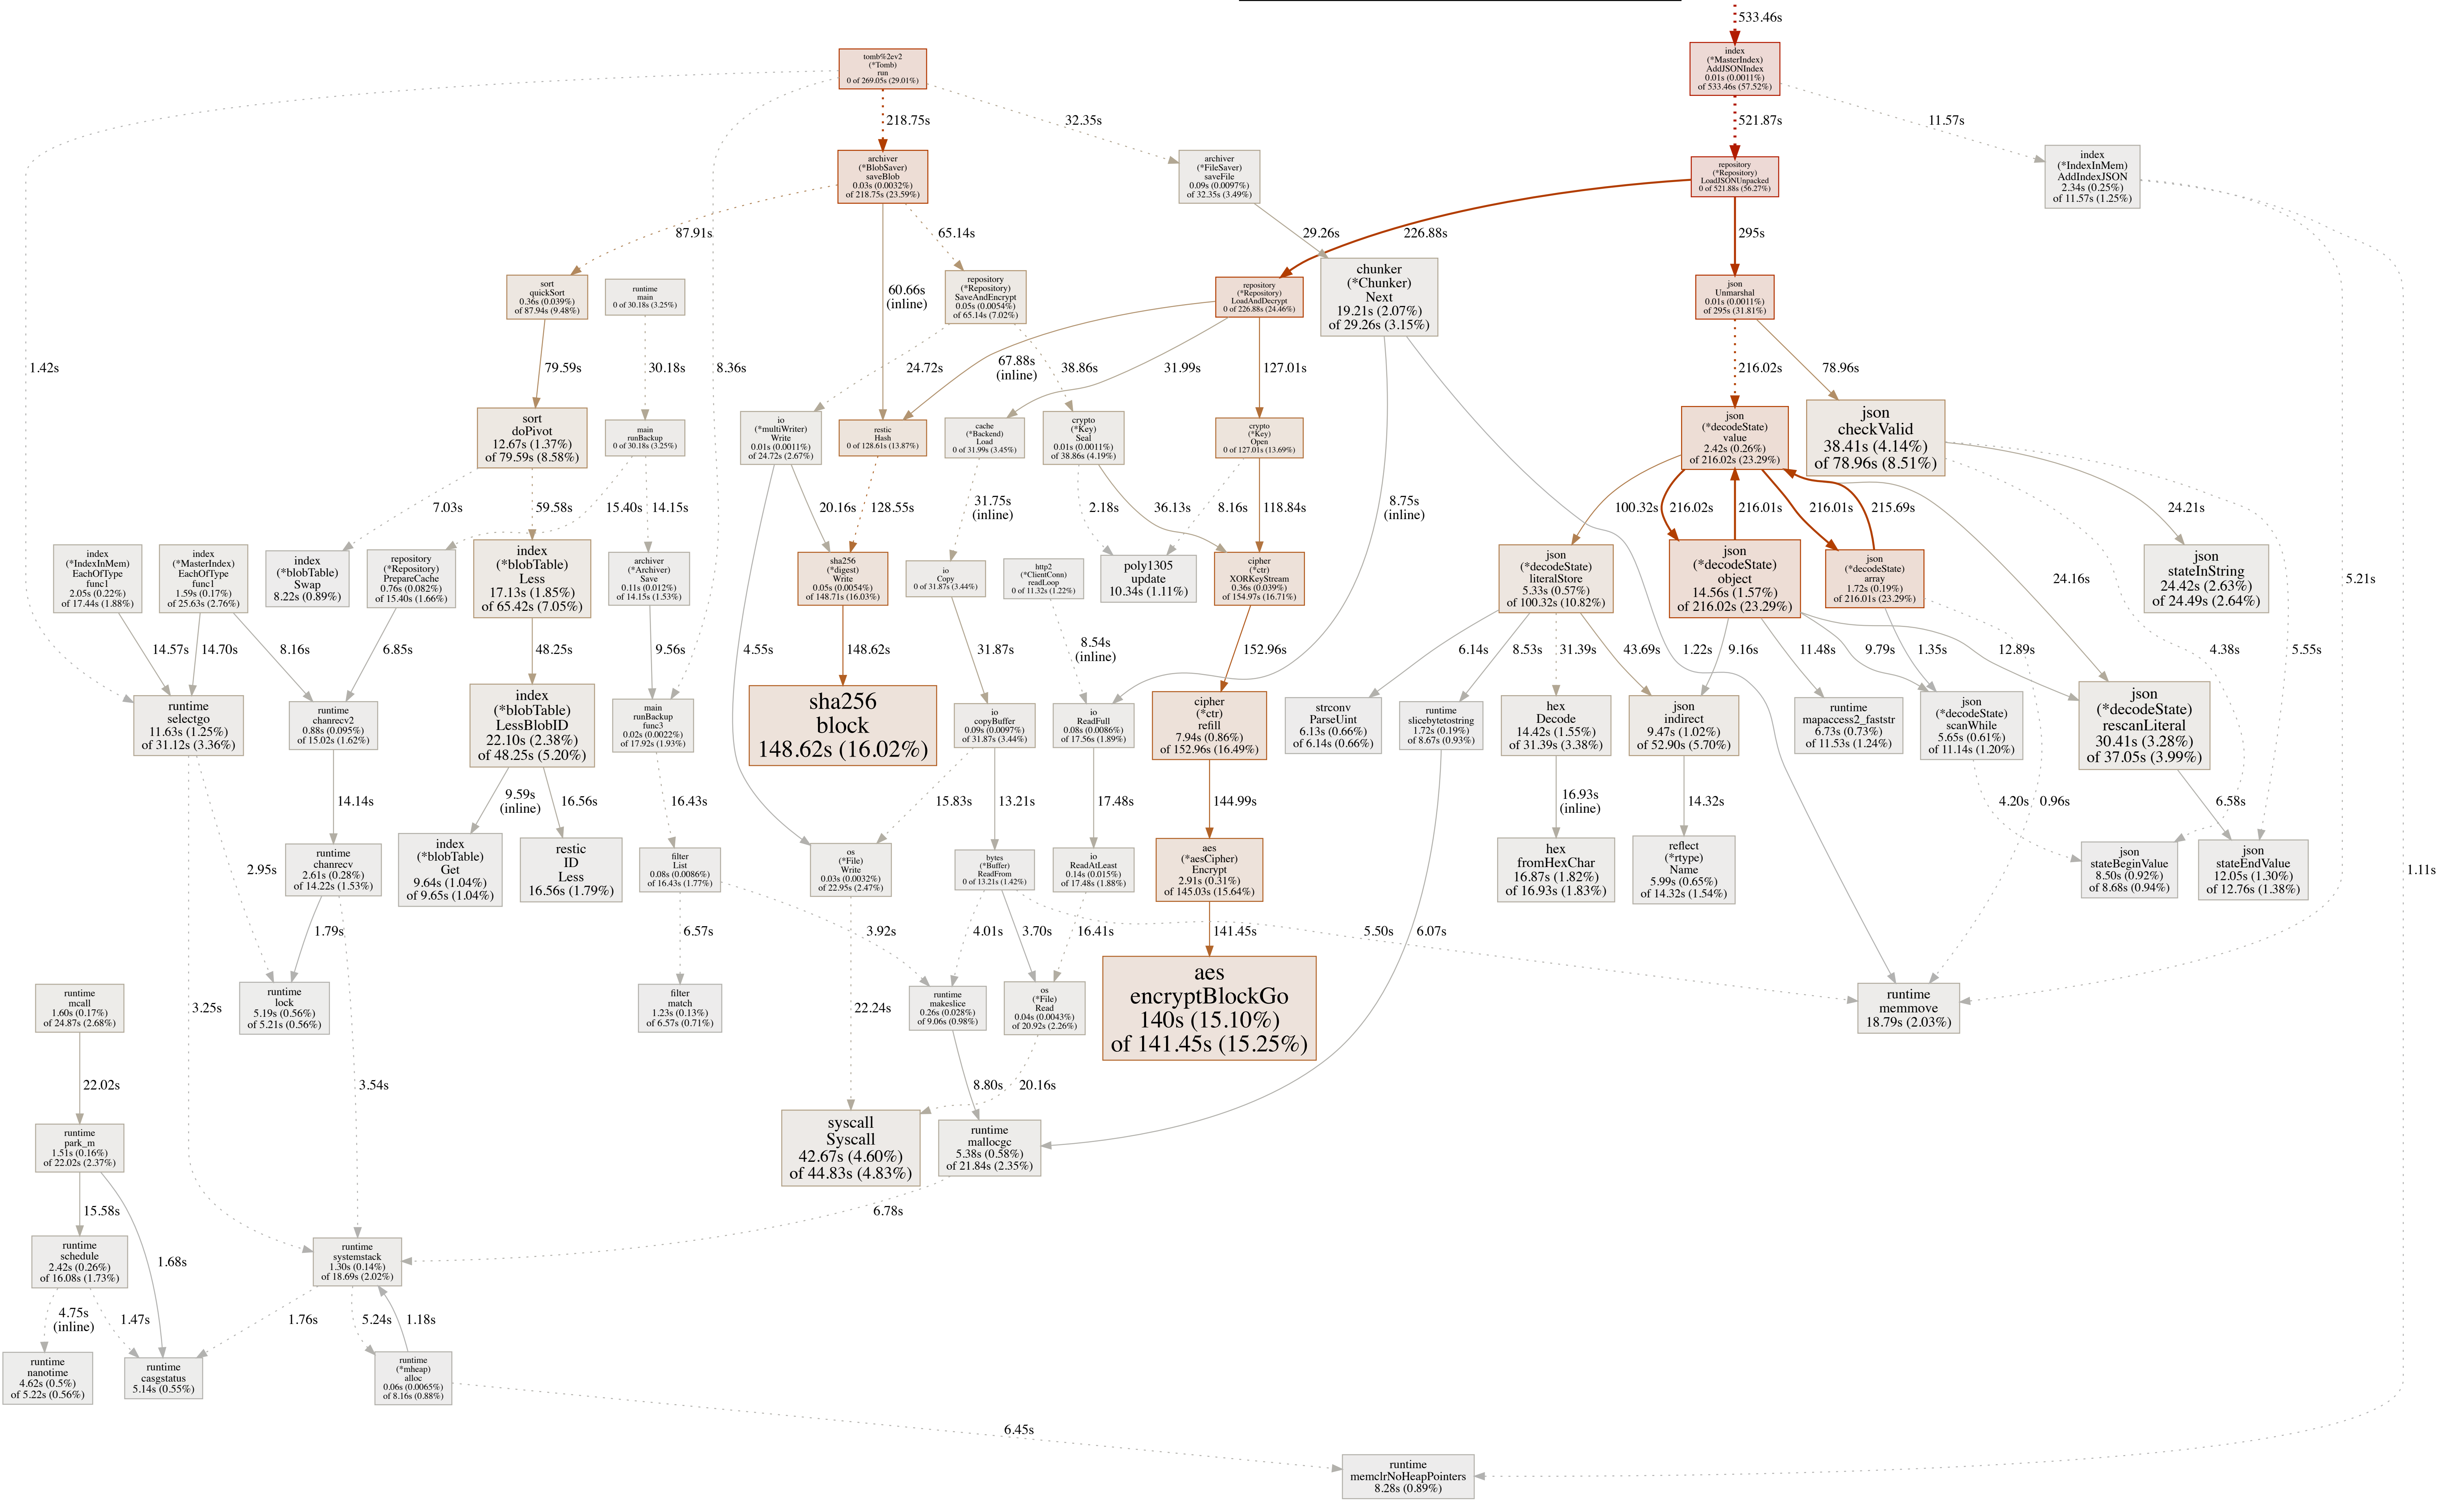 533.46s
index
(*MasterIndex)
AddJSONIndex
0.01s (0.0011%)
of 533.46s (57.52%)
tomb%2ev2
(*Tomb)
run
0 of 269.05s (29.01%)
218.75s
32.35s
521.87s
11.57s
archiver
(*BlobSaver)
saveBlob
0.03s (0.0032%)
of 218.75s (23.59%)
archiver
(*FileSaver)
saveFile
0.09s (0.0097%)
of 32.35s (3.49%)
repository
(*Repository)
LoadJSONUnpacked
0 of 521.88s (56.27%)
index
(*IndexInMem)
AddIndexJSON
2.34s (0.25%)
of 11.57s (1.25%)
87.91s
65.14s
29.26s
226.88s
295s
sort
quickSort
0.36s (0.039%)
of 87.94s (9.48%)
runtime
main
0 of 30.18s (3.25%)
60.66s
(inline)
repository
(*Repository)
SaveAndEncrypt
0.05s (0.0054%)
of 65.14s (7.02%)
repository
(*Repository)
LoadAndDecrypt
0 of 226.88s (24.46%)
chunker
(*Chunker)
Next
19.21s (2.07%)
of 29.26s (3.15%)
json
Unmarshal
0.01s (0.0011%)
of 295s (31.81%)
1.42s
79.59s
30.18s
8.36s
24.72s
67.88s
(inline)
38.86s
31.99s
127.01s
216.02s
78.96s
sort
doPivot
12.67s (1.37%)
of 79.59s (8.58%)
main
runBackup
0 of 30.18s (3.25%)
io
(*multiWriter)
Write
0.01s (0.0011%)
of 24.72s (2.67%)
restic
Hash
0 of 128.61s (13.87%)
cache
(*Backend)
Load
0 of 31.99s (3.45%)
crypto
(*Key)
Seal
0.01s (0.0011%)
of 38.86s (4.19%)
crypto
(*Key)
Open
0 of 127.01s (13.69%)
json
(*decodeState)
value
2.42s (0.26%)
of 216.02s (23.29%)
json
checkValid
38.41s (4.14%)
of 78.96s (8.51%)
7.03s
59.58s
15.40s
14.15s
20.16s
128.55s
31.75s
(inline)
2.18s
36.13s
8.16s
118.84s
8.75s
(inline)
100.32s
216.02s
216.01s
216.01s
215.69s
24.21s
index
(*IndexInMem)
EachOfType
func1
2.05s (0.22%)
of 17.44s (1.88%)
index
(*MasterIndex)
EachOfType
func1
1.59s (0.17%)
of 25.63s (2.76%)
index
(*blobTable)
Swap
8.22s (0.89%)
repository
(*Repository)
PrepareCache
0.76s (0.082%)
of 15.40s (1.66%)
index
(*blobTable)
Less
17.13s (1.85%)
of 65.42s (7.05%)
archiver
(*Archiver)
Save
0.11s (0.012%)
of 14.15s (1.53%)
sha256
(*digest)
Write
0.05s (0.0054%)
of 148.71s (16.03%)
io
Copy
0 of 31.87s (3.44%)
http2
(*ClientConn)
readLoop
0 of 11.32s (1.22%)
poly1305
update
10.34s (1.11%)
cipher
(*ctr)
XORKeyStream
0.36s (0.039%)
of 154.97s (16.71%)
json
(*decodeState)
literalStore
5.33s (0.57%)
of 100.32s (10.82%)
json
(*decodeState)
object
14.56s (1.57%)
of 216.02s (23.29%)
json
(*decodeState)
array
1.72s (0.19%)
of 216.01s (23.29%)
24.16s
json
stateInString
24.42s (2.63%)
of 24.49s (2.64%)
5.21s
14.57s
14.70s
8.16s
6.85s
48.25s
9.56s
4.55s
148.62s
31.87s
8.54s
(inline)
152.96s
6.14s
8.53s
31.39s
43.69s
1.22s
9.16s
11.48s
9.79s
1.35s
12.89s
4.38s
5.55s
runtime
selectgo
11.63s (1.25%)
of 31.12s (3.36%)
runtime
chanrecv2
0.88s (0.095%)
of 15.02s (1.62%)
index
(*blobTable)
LessBlobID
22.10s (2.38%)
of 48.25s (5.20%)
main
runBackup
func3
0.02s (0.0022%)
of 17.92s (1.93%)
sha256
block
148.62s (16.02%)
io
copyBuffer
0.09s (0.0097%)
of 31.87s (3.44%)
io
ReadFull
0.08s (0.0086%)
of 17.56s (1.89%)
cipher
(*ctr)
refill
7.94s (0.86%)
of 152.96s (16.49%)
strconv
ParseUint
6.13s (0.66%)
of 6.14s (0.66%)
runtime
slicebytetostring
1.72s (0.19%)
of 8.67s (0.93%)
hex
Decode
14.42s (1.55%)
of 31.39s (3.38%)
json
indirect
9.47s (1.02%)
of 52.90s (5.70%)
runtime
mapaccess2_faststr
6.73s (0.73%)
of 11.53s (1.24%)
json
(*decodeState)
scanWhile
5.65s (0.61%)
of 11.14s (1.20%)
json
(*decodeState)
rescanLiteral
30.41s (3.28%)
of 37.05s (3.99%)
14.14s
9.59s
(inline)
16.56s
16.43s
15.83s
13.21s
17.48s
144.99s
16.93s
(inline)
14.32s
4.20s
0.96s
6.58s
2.95s
runtime
chanrecv
2.61s (0.28%)
of 14.22s (1.53%)
index
(*blobTable)
Get
9.64s (1.04%)
of 9.65s (1.04%)
restic
ID
Less
16.56s (1.79%)
filter
List
0.08s (0.0086%)
of 16.43s (1.77%)
os
(*File)
Write
0.03s (0.0032%)
of 22.95s (2.47%)
bytes
(*Buffer)
ReadFrom
0 of 13.21s (1.42%)
io
ReadAtLeast
0.14s (0.015%)
of 17.48s (1.88%)
aes
(*aesCipher)
Encrypt
2.91s (0.31%)
of 145.03s (15.64%)
hex
fromHexChar
16.87s (1.82%)
of 16.93s (1.83%)
reflect
(*rtype)
Name
5.99s (0.65%)
of 14.32s (1.54%)
json
stateBeginValue
8.50s (0.92%)
of 8.68s (0.94%)
json
stateEndValue
12.05s (1.30%)
of 12.76s (1.38%)
1.11s
1.79s
6.57s
3.92s
4.01s
3.70s
16.41s
141.45s
5.50s
6.07s
runtime
mcall
1.60s (0.17%)
of 24.87s (2.68%)
3.25s
runtime
lock
5.19s (0.56%)
of 5.21s (0.56%)
filter
match
1.23s (0.13%)
of 6.57s (0.71%)
22.24s
runtime
makeslice
0.26s (0.028%)
of 9.06s (0.98%)
os
(*File)
Read
0.04s (0.0043%)
of 20.92s (2.26%)
aes
encryptBlockGo
140s (15.10%)
of 141.45s (15.25%)
runtime
memmove
18.79s (2.03%)
22.02s
3.54s
8.80s
20.16s
runtime
park_m
1.51s (0.16%)
of 22.02s (2.37%)
syscall
Syscall
42.67s (4.60%)
of 44.83s (4.83%)
runtime
mallocgc
5.38s (0.58%)
of 21.84s (2.35%)
15.58s
6.78s
runtime
schedule
2.42s (0.26%)
of 16.08s (1.73%)
1.68s
runtime
systemstack
1.30s (0.14%)
of 18.69s (2.02%)
4.75s
(inline)
1.47s
1.76s
5.24s
1.18s
runtime
nanotime
4.62s (0.5%)
of 5.22s (0.56%)
runtime
casgstatus
5.14s (0.55%)
runtime
(*mheap)
alloc
0.06s (0.0065%)
of 8.16s (0.88%)
6.45s
runtime
memclrNoHeapPointers
8.28s (0.89%)